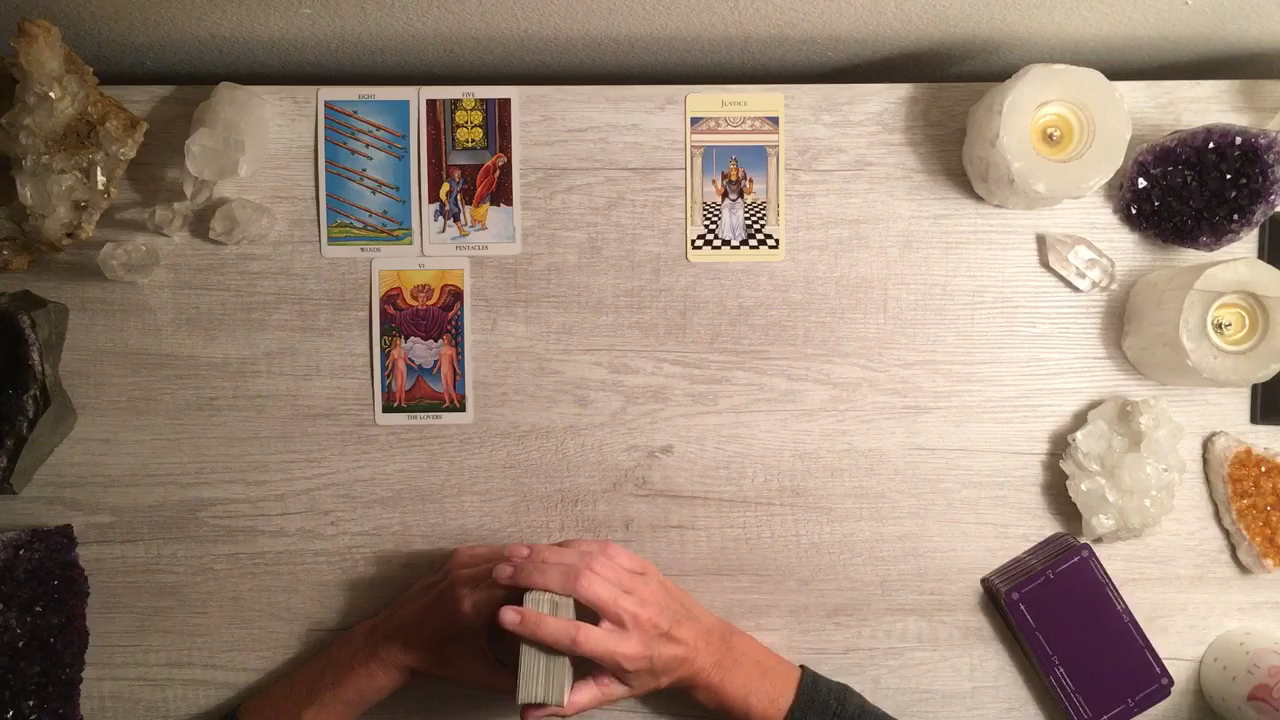 EIGHT
WANDS
FIVE
PENTACLES
JUSTICE
VI
THE LOVERS